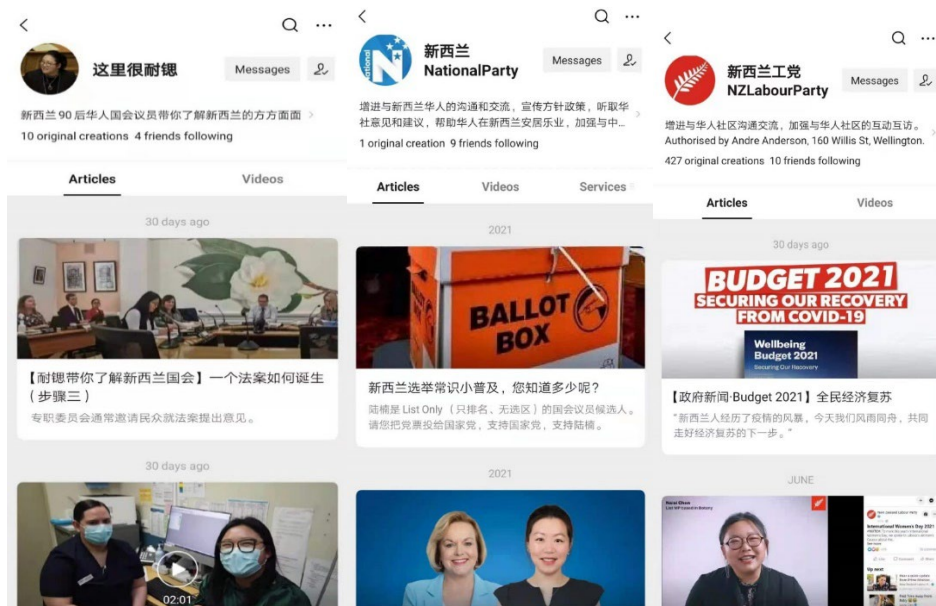 这里很耐锶
Messages
新西兰90后华人国会议员带你了解新西兰的方方面面
10 original creations 4 friends following
Articles
Videos
30 days ago
【耐锶带你了解新西兰国会】一个法案如何诞生
（步骤三）
专职委员会通常邀请民众就法案提出意见。
30 days ago
02:01
National
N
新西兰
NationalParty
Messages
增进与新西兰华人的沟通和交流，宣传方针政策，听取华
社意见和建议，帮助华人在新西兰安居乐业，加强与中...
1 original creation 9 friends following
Articles
Videos
Services
2021
BALLOT
BOX
新西兰选举常识小普及，您知道多少呢？
陆楠是 List Only（只排名、无选区）的国会议员候选人。
请您把党票投给国家党，支持国家党，支持陆楠。
2021
新西兰工党
NZLabourParty
Messages
增进与华人社区沟通交流，加强与华人社区的互动互访。
Authorised by Andre Anderson, 160 Willis St, Wellington.
427 original creations 10 friends following
Articles
Videos
30 days ago
BUDGET 2021
SECURING OUR RECOVERY
FROM COVID-19
Wellbeing
Budget 2021
Securing Our Recovery
【政府新闻·Budget 2021】全民经济复苏
“新西兰人经历了疫情的风暴，今天我们风雨同舟，共同
走好经济复苏的下一步。”
JUNE
Naisi Chen
International Women's Day 2021
Up next